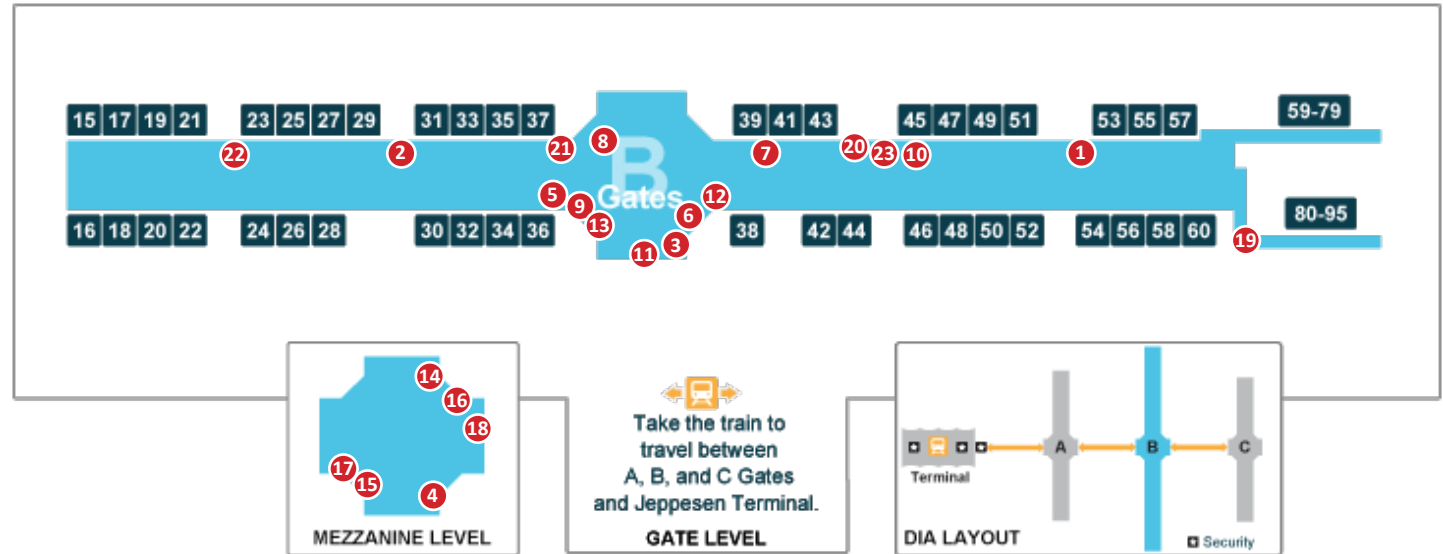 15 17 19 21 23 25 27 29 31 33 35 37 39 41 43 45 47 49 51 53 55 57 59-79
22 2 21 8 7 20 23 10 1
B
Gates
5 9 13 6 12 3 11 19
16 18 20 22 24 26 28 30 32 34 36 38 42 44 46 48 50 52 54 56 58 60 80-95
14
16
18
17
15
4
MEZZANINE LEVEL
Take the train to
travel between
A, B, and C Gates
and Jeppesen Terminal.
GATE LEVEL
A B C
Terminal
DIA LAYOUT
Security